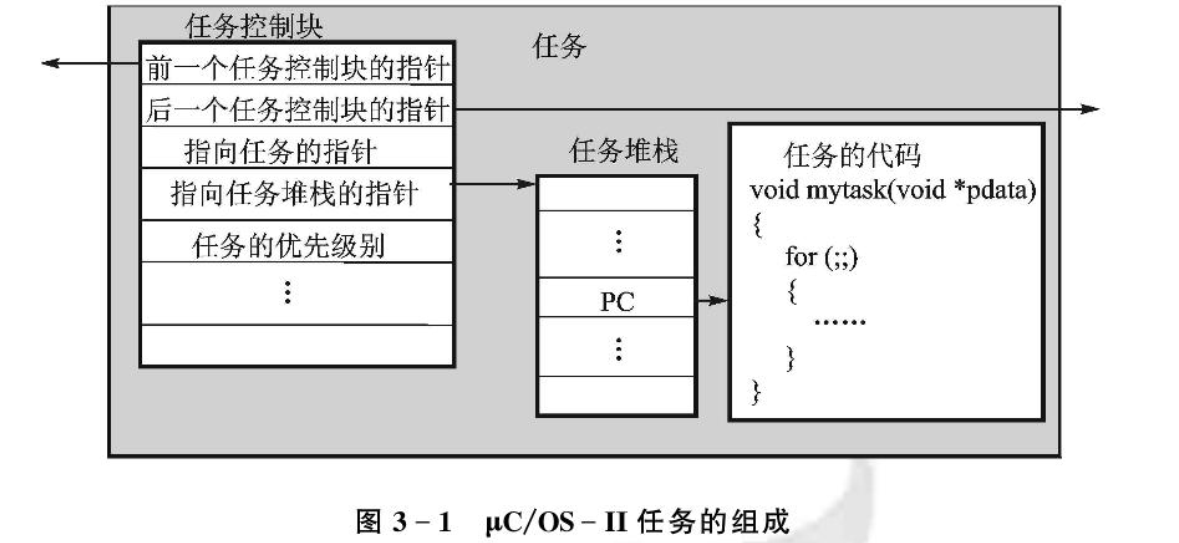 任务控制块
任务
前一个任务控制块的指针
后一个任务控制块的指针
指向任务的指针
指向任务堆栈的指针
任务的优先级别
⋮
任务堆栈
⋮
PC
⋮
任务的代码
void mytask(void *pdata)
{
for (;;)
{
……
}
}
图 3-1 μC/OS-II 任务的组成